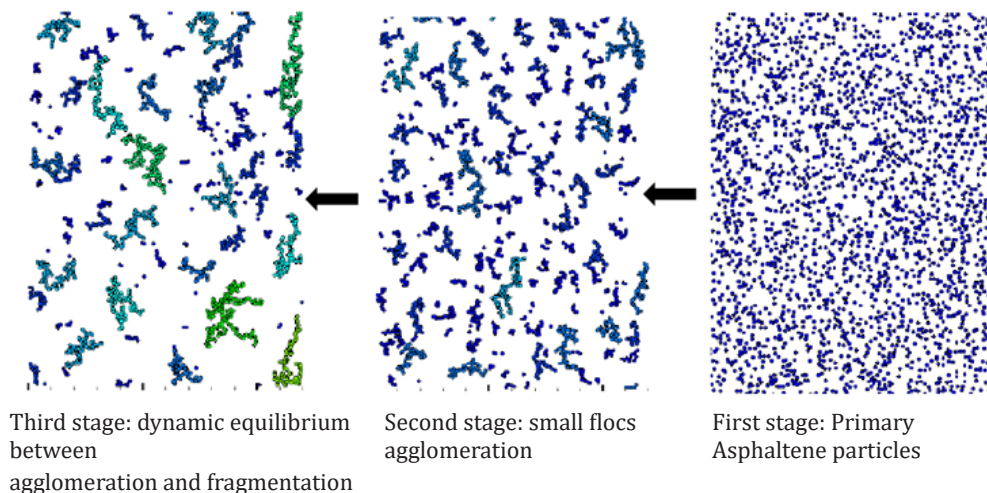 Third stage: dynamic equilibrium
between
agglomeration and fragmentation
Second stage: small flocs
agglomeration
First stage: Primary
Asphaltene particles